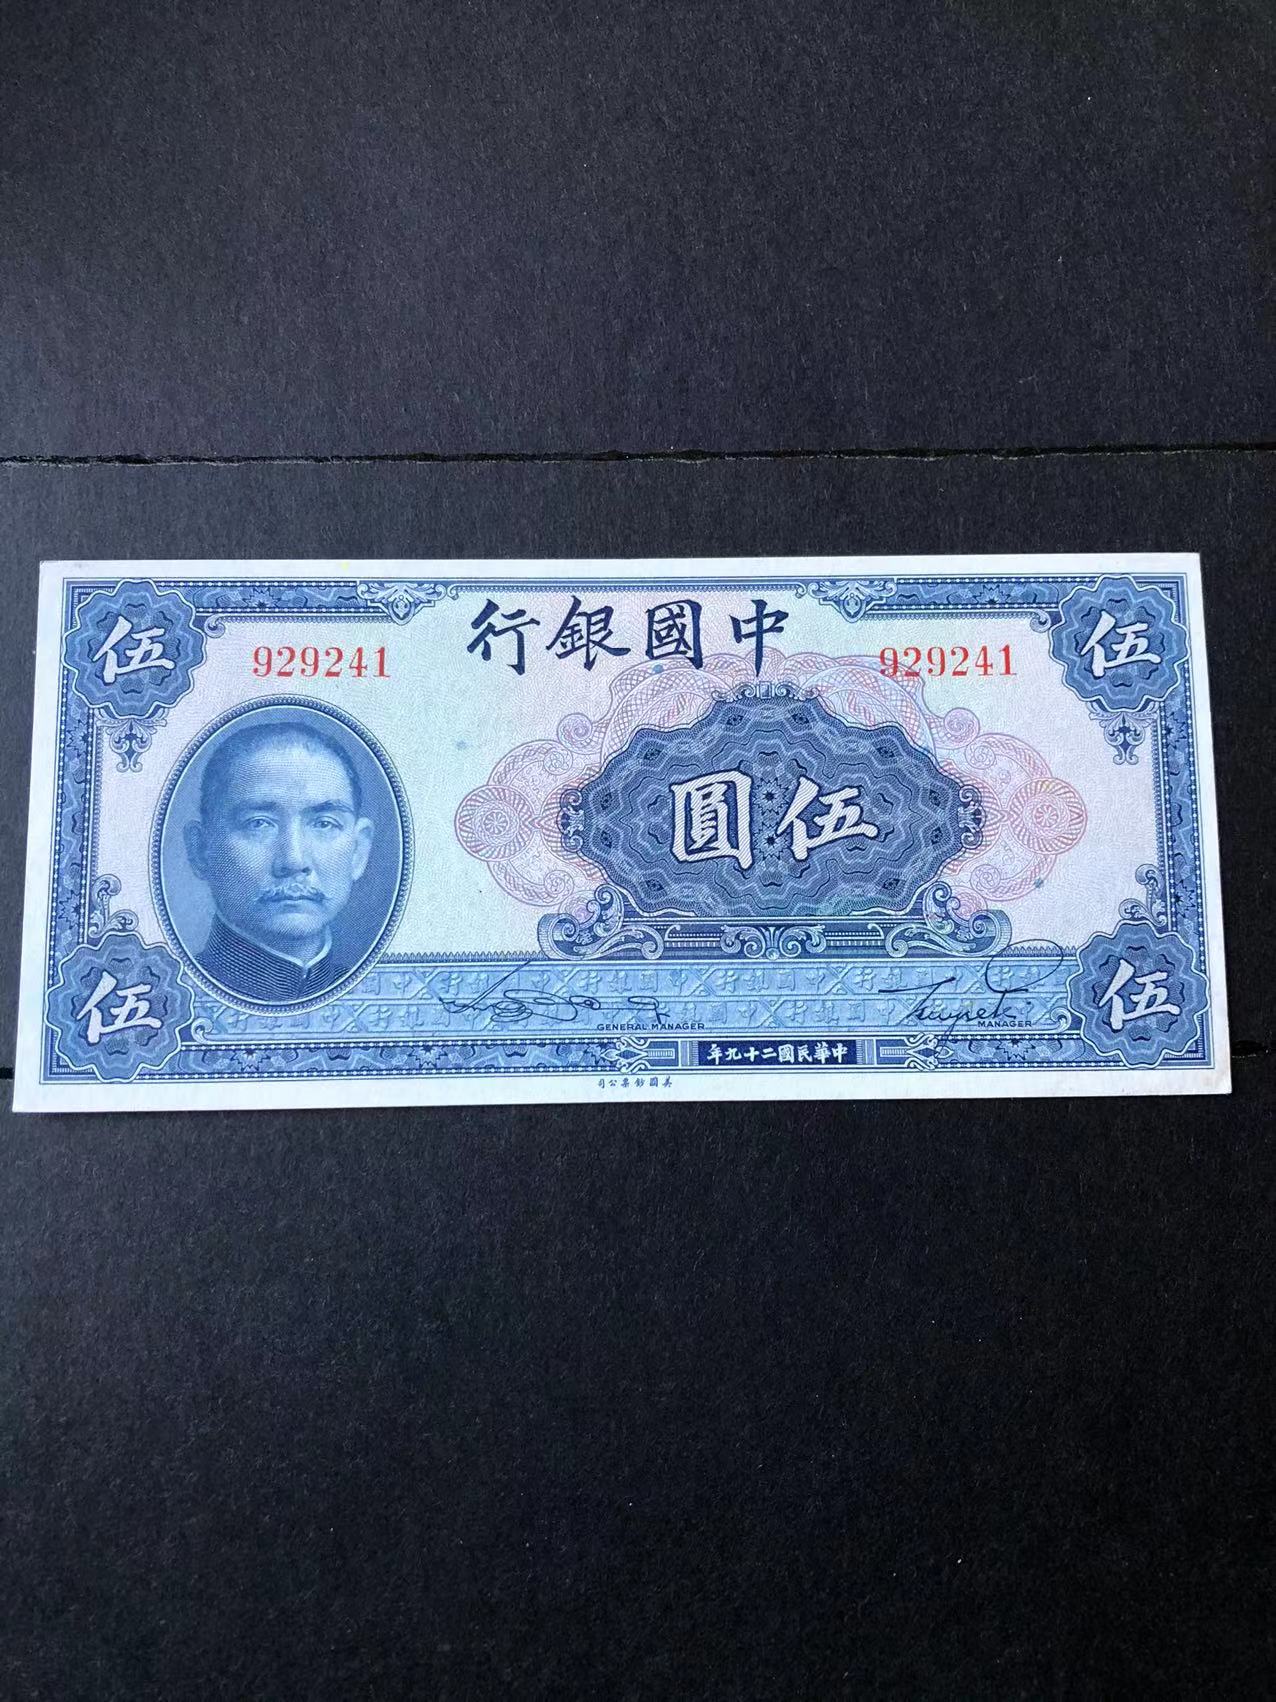 中國銀行
929241
929241
伍
伍
伍圓
伍
伍
GENERAL MANAGER
MANAGER
中華民國二十九年
美國鈔票公司